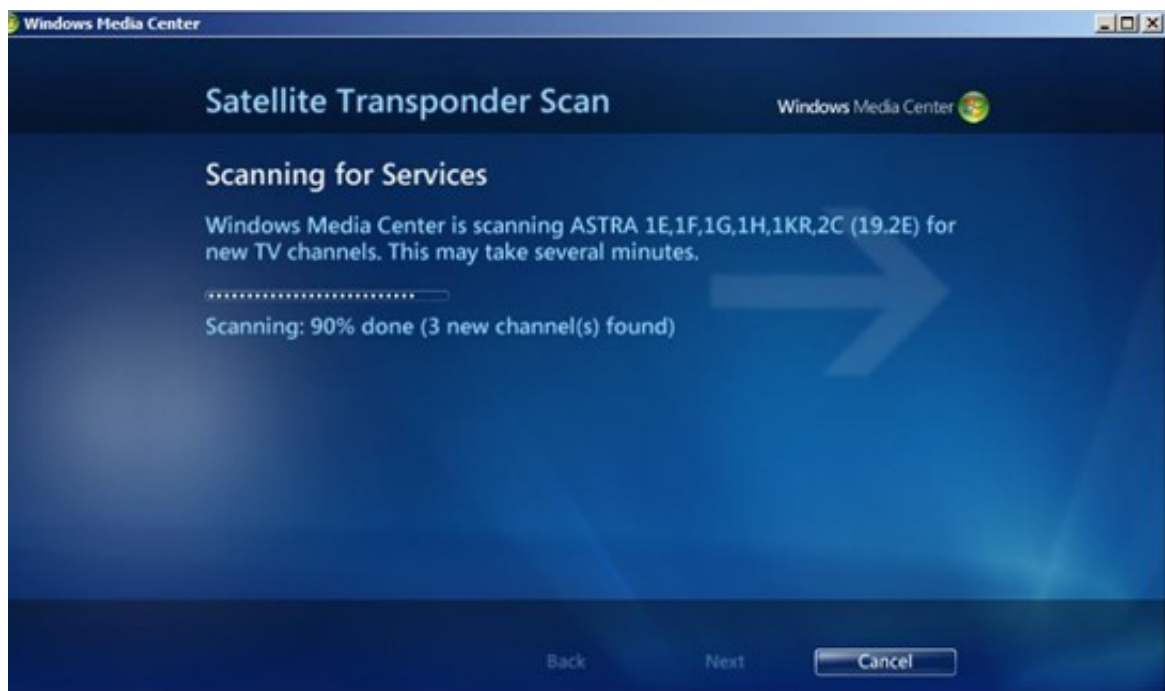 Windows Media Center
Satellite Transponder Scan
Windows Media Center
Scanning for Services
Windows Media Center is scanning ASTRA 1E,1F,1G,1H,1KR,2C (19.2E) for
new TV channels. This may take several minutes.
Scanning: 90% done (3 new channel(s) found)
Back Next Cancel